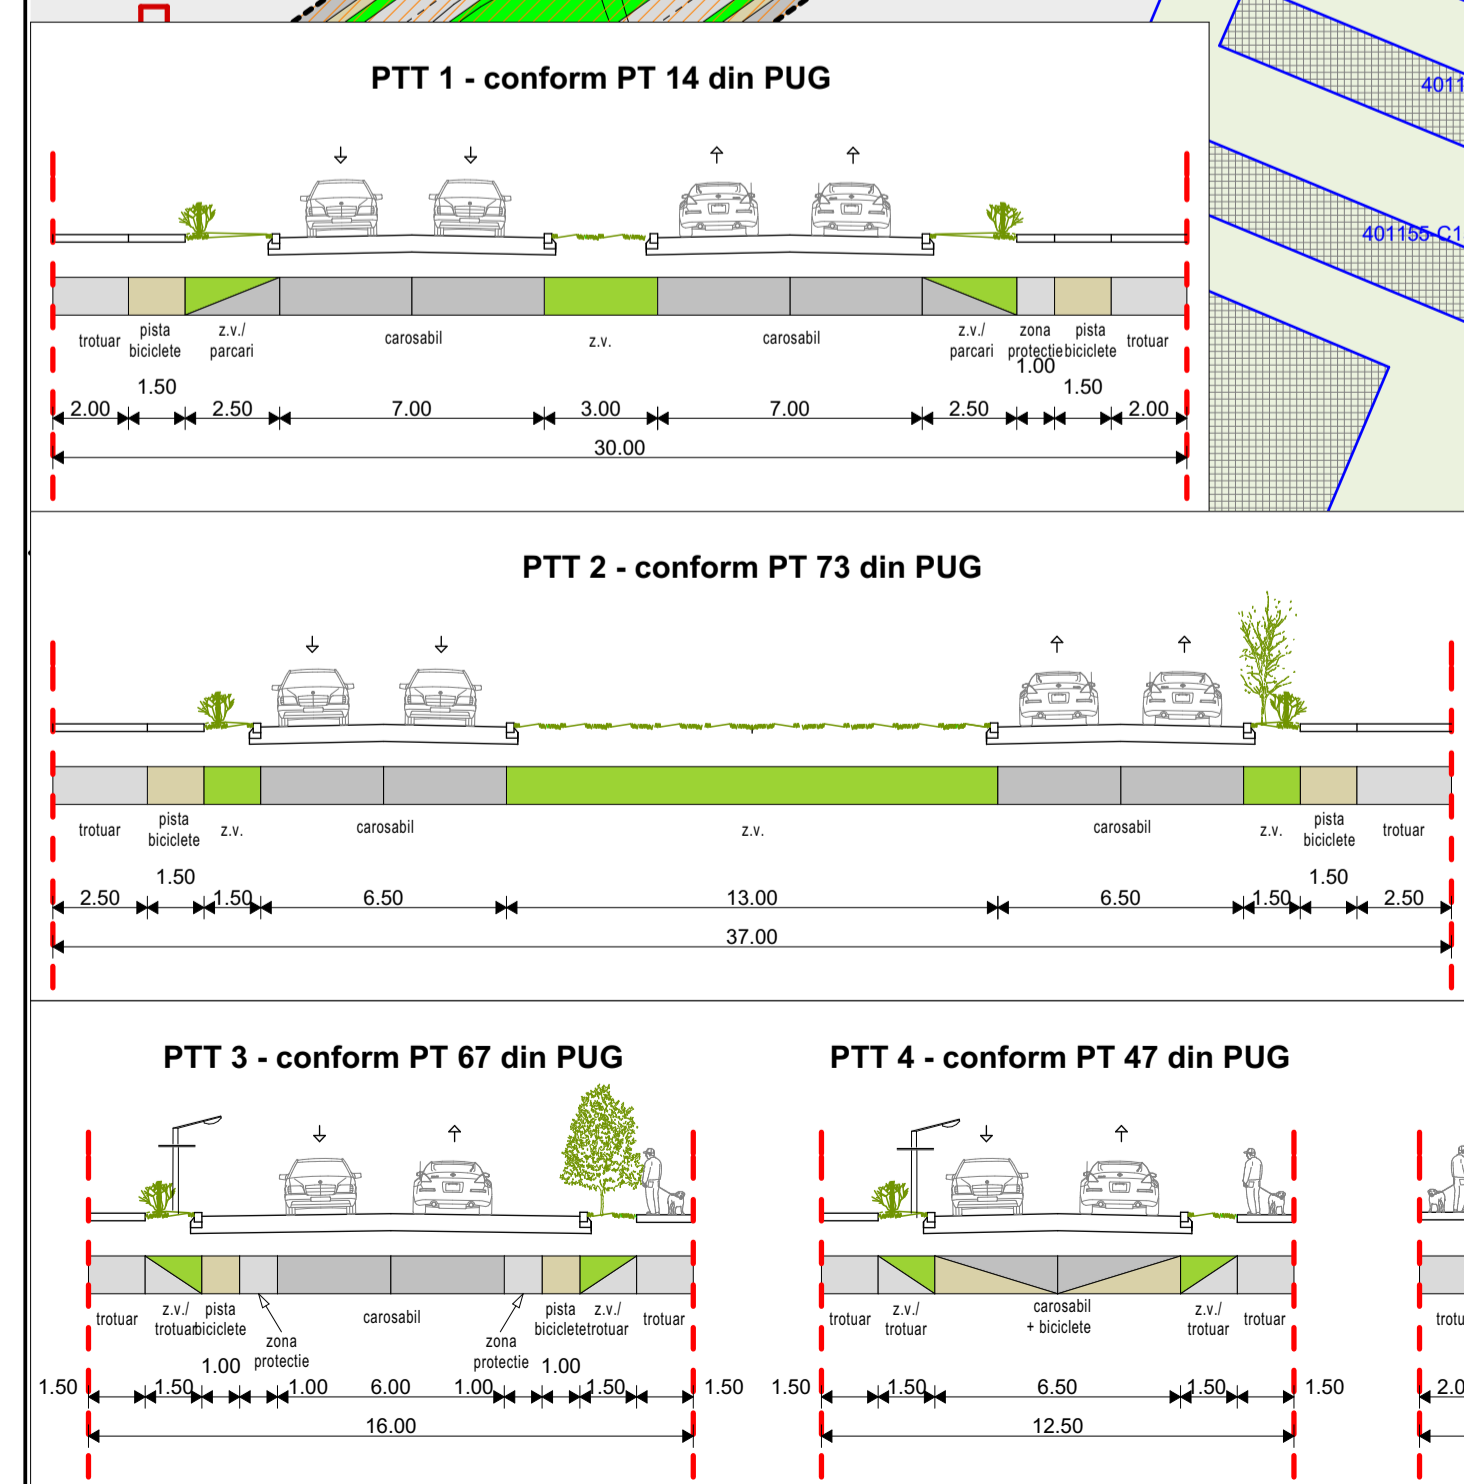 4011
401155-C1
PTT 1 - conform PT 14 din PUG
trotuar
pista
biciclete
z.v./
parcari
carosabil
z.v.
carosabil
z.v./
parcari
zona
protectie
pista
biciclete
trotuar
2.00
1.50
2.50
7.00
3.00
7.00
2.50
1.00
1.50
2.00
30.00
PTT 2 - conform PT 73 din PUG
trotuar
pista
biciclete
z.v.
carosabil
z.v.
carosabil
z.v.
pista
biciclete
trotuar
2.50
1.50
1.50
6.50
13.00
6.50
1.50
1.50
2.50
37.00
PTT 3 - conform PT 67 din PUG
trotuar
z.v./
trotuar
pista
biciclete
zona
protectie
carosabil
zona
protectie
pista
biciclete
z.v./
trotuar
trotuar
1.50
1.50
1.00
1.00
6.00
1.00
1.00
1.50
1.50
16.00
PTT 4 - conform PT 47 din PUG
trotuar
z.v./
trotuar
carosabil
+ biciclete
z.v./
trotuar
trotuar
1.50
1.50
6.50
1.50
1.50
12.50
trotu
2.0